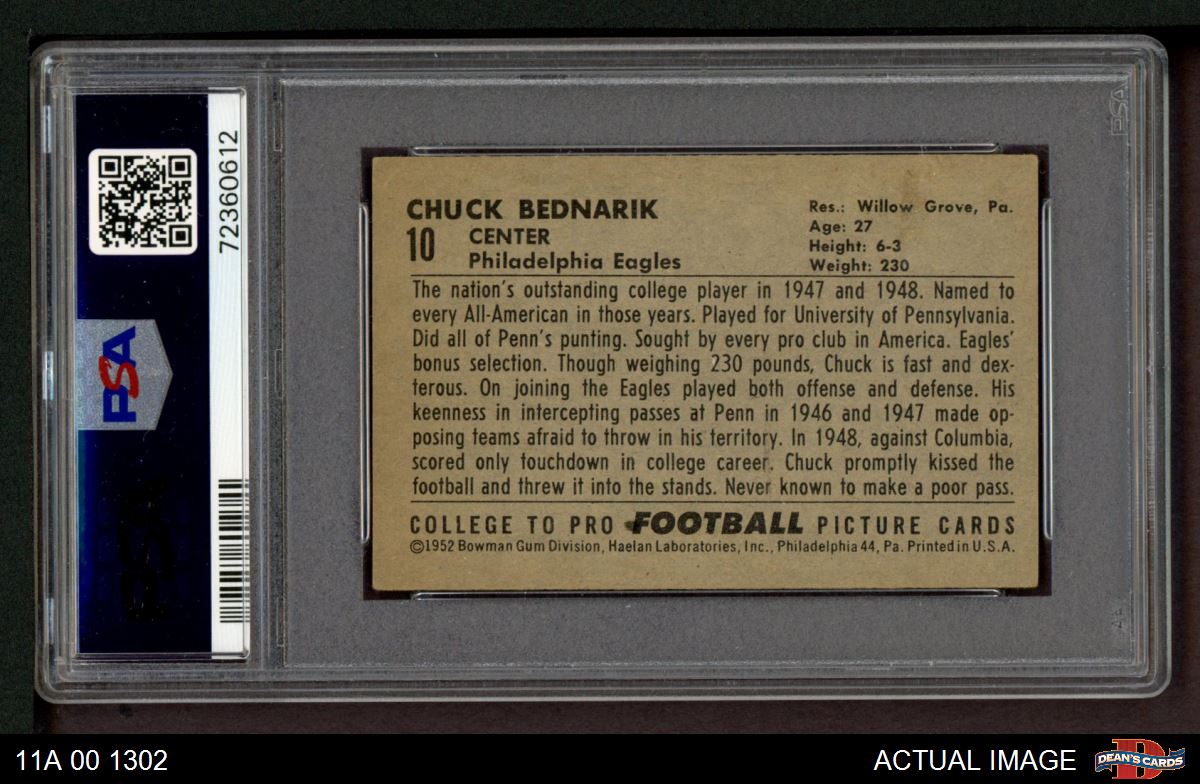 72360612
PSA
PSA
CHUCK BEDNARIK
10 CENTER
Philadelphia Eagles
Res.: Willow Grove, Pa.
Age: 27
Height: 6-3
Weight: 230
The nation's outstanding college player in 1947 and 1948. Named to
every All-American in those years. Played for University of Pennsylvania.
Did all of Penn's punting. Sought by every pro club in America. Eagles'
bonus selection. Though weighing 230 pounds, Chuck is fast and dex-
terous. On joining the Eagles played both offense and defense. His
keenness in intercepting passes at Penn in 1946 and 1947 made op-
posing teams afraid to throw in his territory. In 1948, against Columbia,
scored only touchdown in college career. Chuck promptly kissed the
football and threw it into the stands. Never known to make a poor pass.
COLLEGE TO PRO FOOTBALL PICTURE CARDS
©1952 Bowman Gum Division, Haelan Laboratories, Inc., Philadelphia 44, Pa. Printed in U.S.A.
11A 00 1302
ACTUAL IMAGE
DEAN'S CARDS